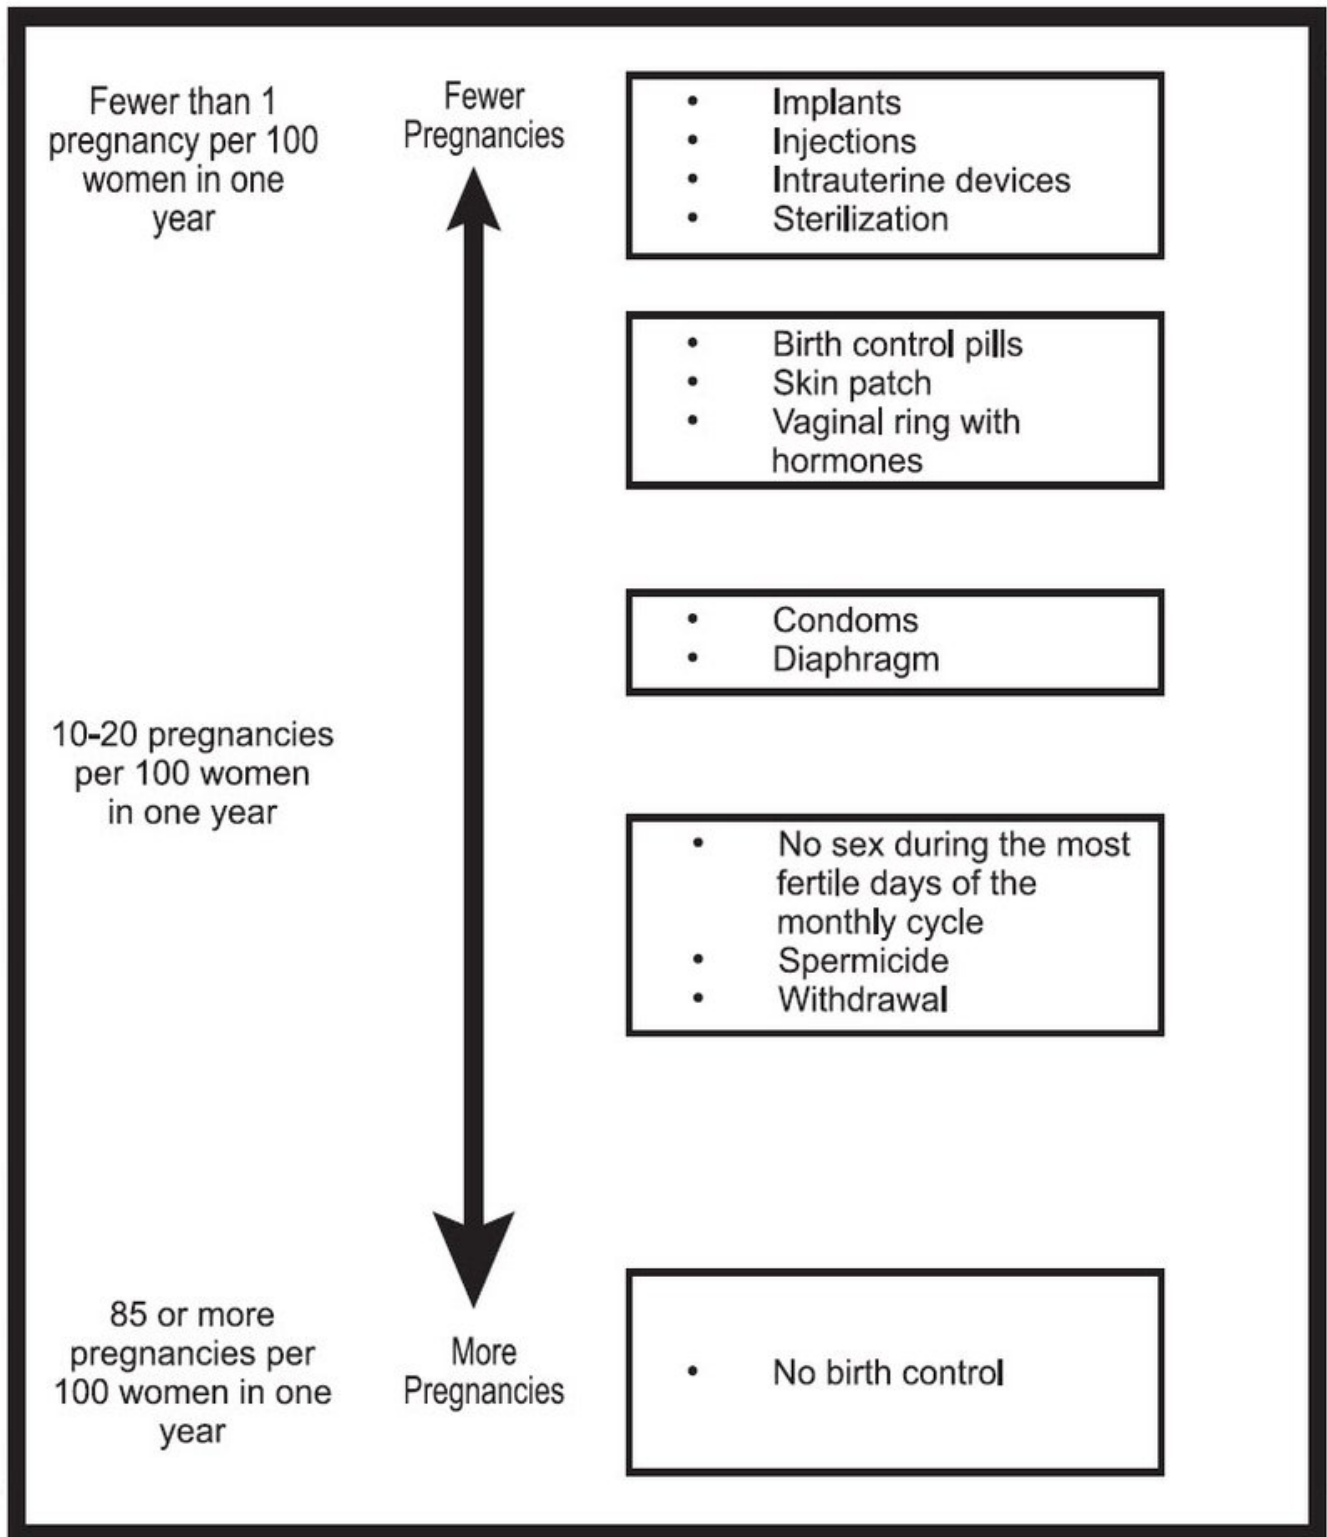 Fewer than 1
pregnancy per 100
women in one
year
Fewer
Pregnancies
• Implants
• Injections
• Intrauterine devices
• Sterilization
• Birth control pills
• Skin patch
• Vaginal ring with
hormones
• Condoms
• Diaphragm
10-20 pregnancies
per 100 women
in one year
• No sex during the most
fertile days of the
monthly cycle
• Spermicide
• Withdrawal
85 or more
pregnancies per
100 women in one
year
More
Pregnancies
• No birth control